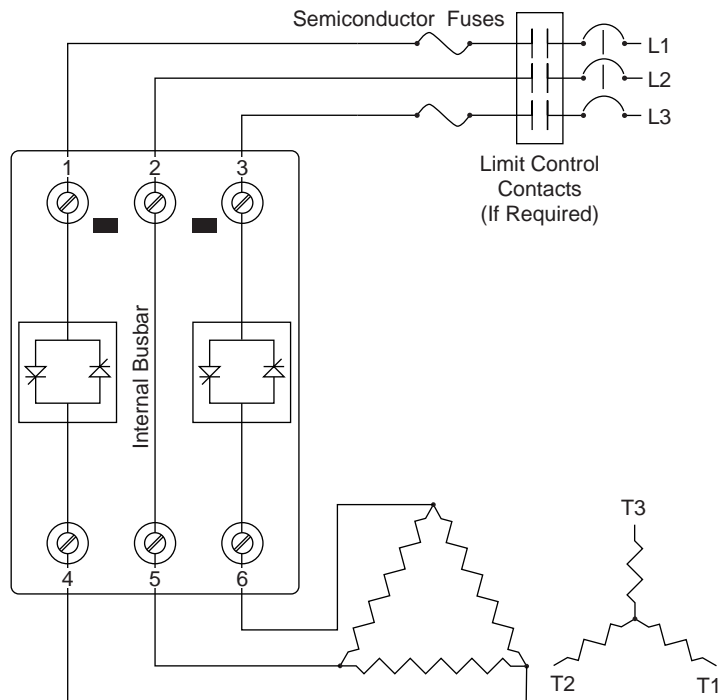 Semiconductor Fuses
L1
L2
L3
Limit Control
Contacts
(If Required)
1 2 3
Internal Busbar
4 5 6
T3
T2 T1